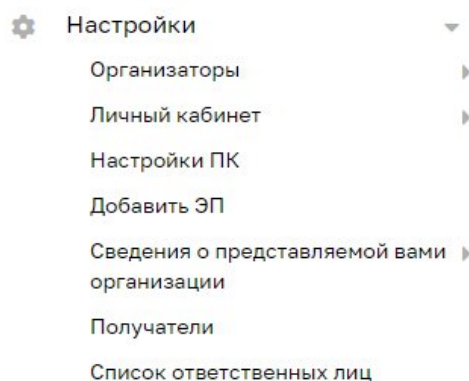 Настройки
Организаторы
Личный кабинет
Настройки ПК
Добавить ЭП
Сведения о представляемой вами
организации
Получатели
Список ответственных лиц